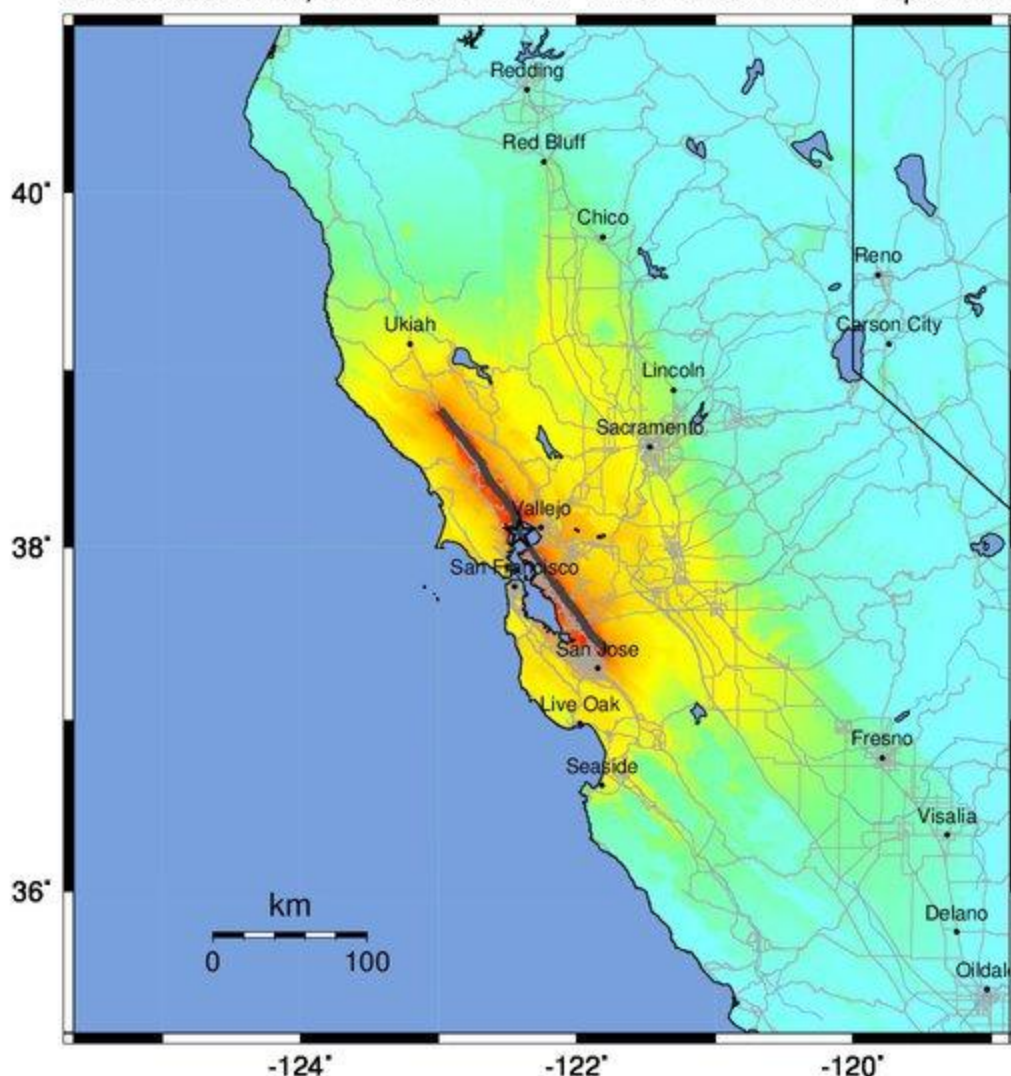 Redding
Red Bluff
40°
Chico
Reno
Ukiah
Carson City
Lincoln
Sacramento
Vallejo
38°
San Francisco
San Jose
Live Oak
Fresno
Seaside
Visalia
36°
km
Delano
0 100
Oildal
-124° -122° -120°